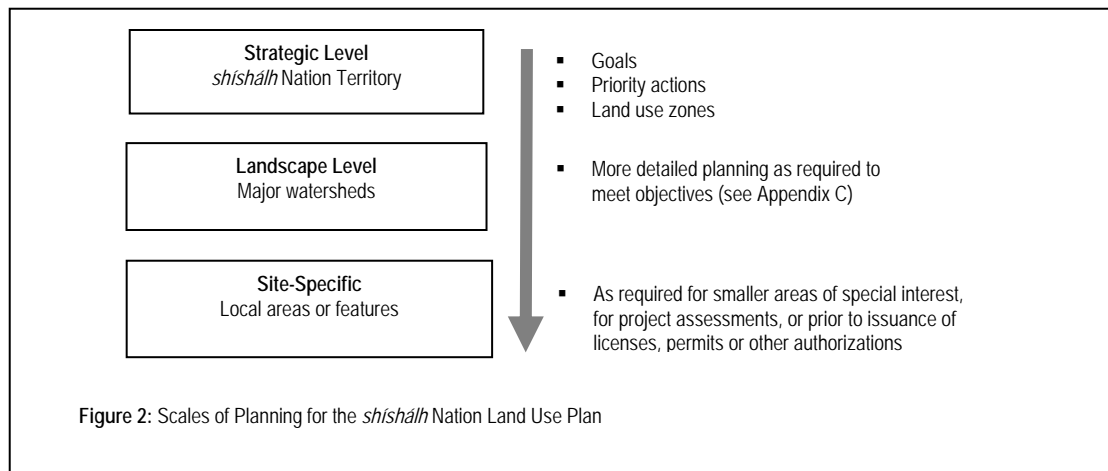 Strategic Level
shíshálh Nation Territory
▪ Goals
▪ Priority actions
▪ Land use zones
Landscape Level
Major watersheds
▪ More detailed planning as required to
meet objectives (see Appendix C)
Site-Specific
Local areas or features
▪ As required for smaller areas of special interest,
for project assessments, or prior to issuance of
licenses, permits or other authorizations
Figure 2: Scales of Planning for the shíshálh Nation Land Use Plan